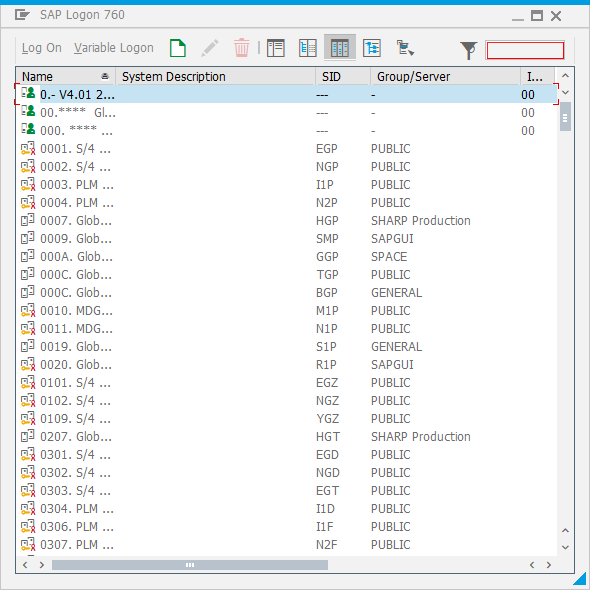 SAP Logon 760
Log On Variable Logon
Name System Description SID Group/Server I...
0.- V4.01 2... --- - 00
00.**** Gl... --- - 00
000. **** ... --- - 00
0001. S/4 ... EGP PUBLIC
0002. S/4 ... NGP PUBLIC
0003. PLM ... I1P PUBLIC
0004. PLM ... N2P PUBLIC
0007. Glob... HGP SHARP Production
0009. Glob... SMP SAPGUI
000A. Glob... GGP SPACE
000C. Glob... TGP PUBLIC
000C. Glob... BGP GENERAL
0010. MDG... M1P PUBLIC
0011. MDG... N1P PUBLIC
0019. Glob... S1P GENERAL
0020. Glob... R1P SAPGUI
0101. S/4 ... EGZ PUBLIC
0102. S/4 ... NGZ PUBLIC
0109. S/4 ... YGZ PUBLIC
0207. Glob... HGT SHARP Production
0301. S/4 ... EGD PUBLIC
0302. S/4 ... NGD PUBLIC
0303. S/4 ... EGT PUBLIC
0304. PLM ... I1D PUBLIC
0306. PLM ... I1F PUBLIC
0307. PLM ... N2F PUBLIC